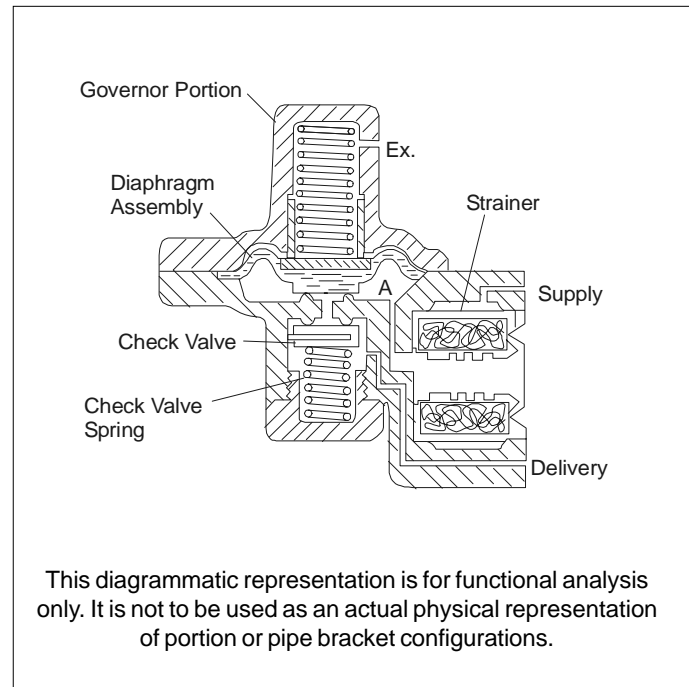 Governor Portion
Ex.
Diaphragm
Assembly
Strainer
A
Supply
Check Valve
Check Valve
Spring
Delivery
This diagrammatic representation is for functional analysis
only. It is not to be used as an actual physical representation
of portion or pipe bracket configurations.